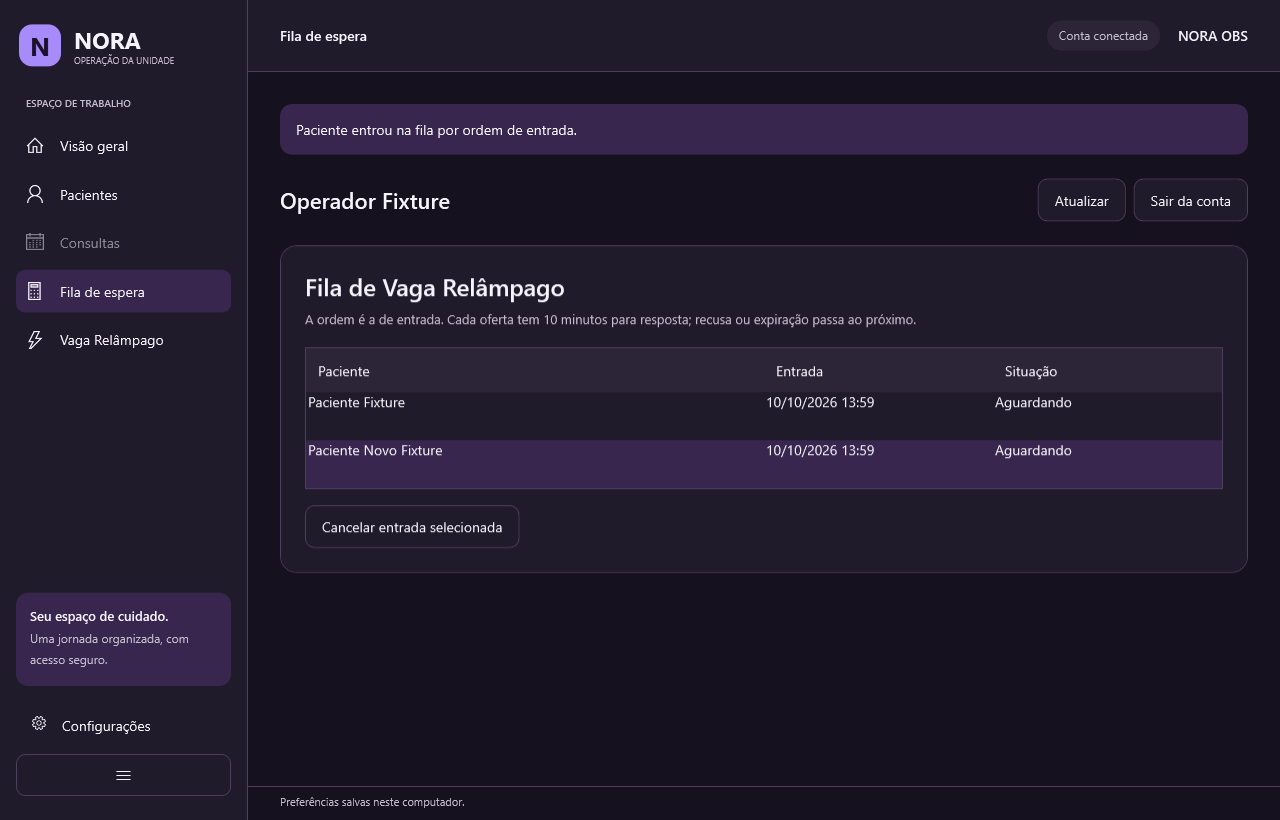 N
NORA
OPERAÇÃO DA UNIDADE
ESPAÇO DE TRABALHO
Visão geral
Pacientes
Consultas
Fila de espera
Vaga Relâmpago
Seu espaço de cuidado.
Uma jornada organizada, com
acesso seguro.
Configurações
Fila de espera
Conta conectada
NORA OBS
Paciente entrou na fila por ordem de entrada.
Operador Fixture
Atualizar
Sair da conta
Fila de Vaga Relâmpago
A ordem é a de entrada. Cada oferta tem 10 minutos para resposta; recusa ou expiração passa ao próximo.
Paciente Entrada Situação
Paciente Fixture 10/10/2026 13:59 Aguardando
Paciente Novo Fixture 10/10/2026 13:59 Aguardando
Cancelar entrada selecionada
Preferências salvas neste computador.